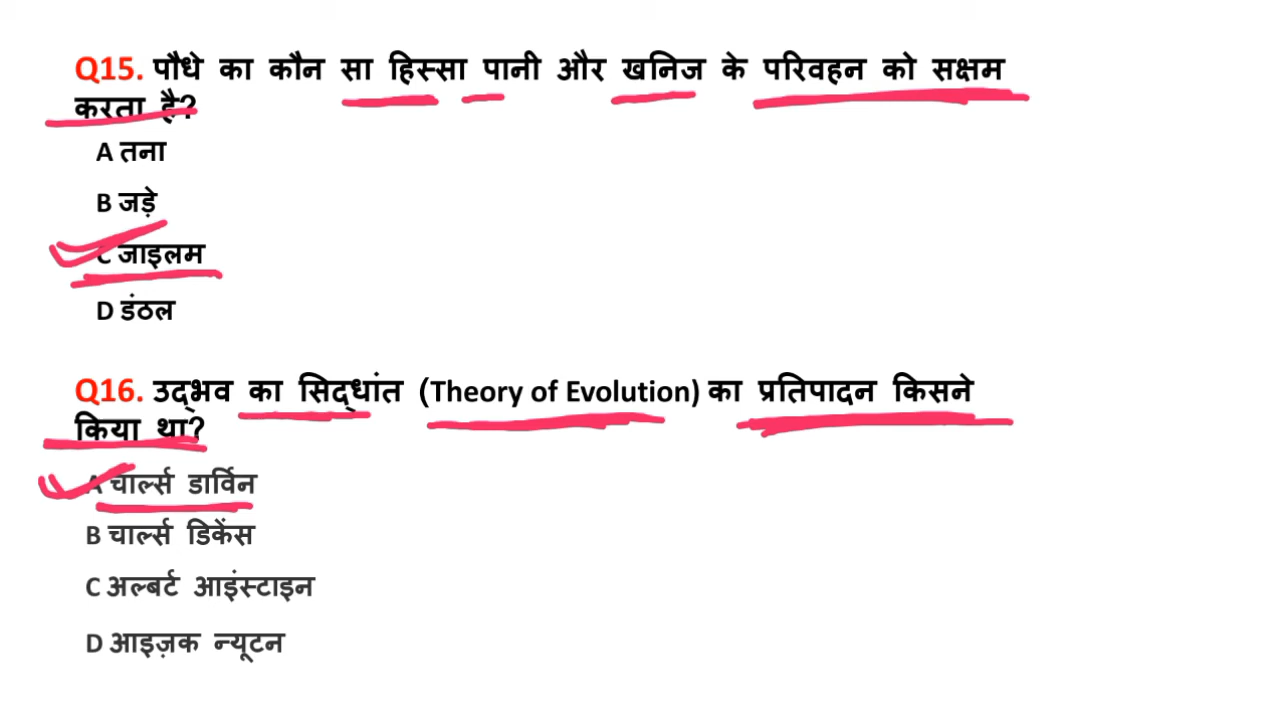 Q15. पौधे का कौन सा हिस्सा पानी और खनिज के परिवहन को सक्षम
करता है?
A तना
B जड़े
C जाइलम
D डंठल
Q16. उद्भव का सिद्धांत (Theory of Evolution) का प्रतिपादन किसने
किया था?
A चार्ल्स डार्विन
B चार्ल्स डिकेंस
C अल्बर्ट आइंस्टाइन
D आइज़क न्यूटन